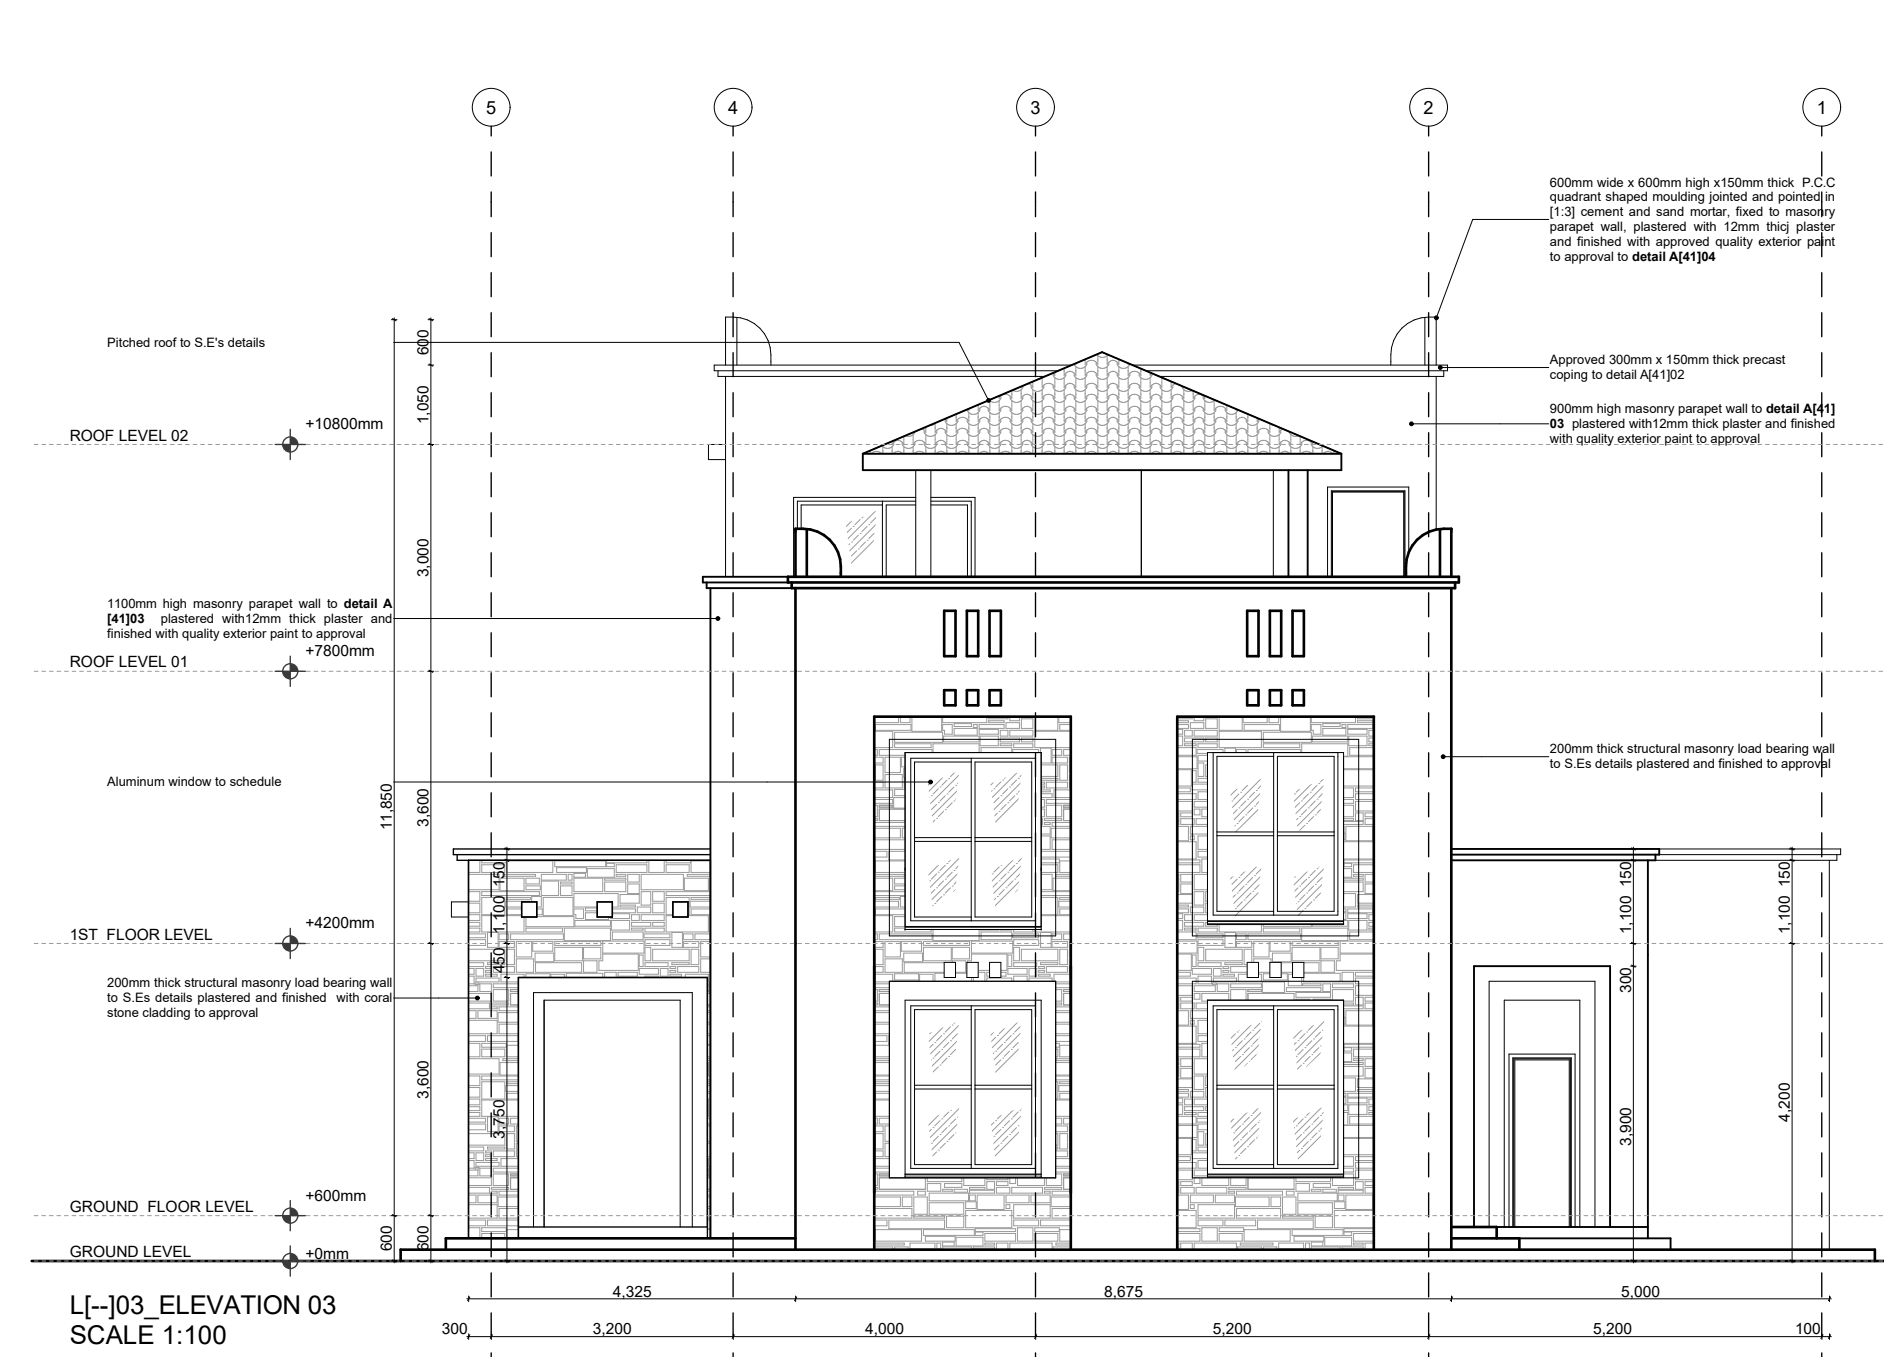 5
4
3
2
1
600mm wide x 600mm high x150mm thick P.C.C
quadrant shaped moulding jointed and pointed in
[1:3] cement and sand mortar, fixed to masonry
parapet wall, plastered with 12mm thicj plaster
and finished with approved quality exterior paint
to approval to detail A[41]04
Pitched roof to S.E's details
600
Approved 300mm x 150mm thick precast
coping to detail A[41]02
1,050
900mm high masonry parapet wall to detail A[41]
03 plastered with12mm thick plaster and finished
with quality exterior paint to approval
ROOF LEVEL 02
+10800mm
3,000
1100mm high masonry parapet wall to detail A
[41]03 plastered with12mm thick plaster and
finished with quality exterior paint to approval
ROOF LEVEL 01
+7800mm
200mm thick structural masonry load bearing wall
to S.Es details plastered and finished to approval
Aluminum window to schedule
11,850
3,600
150
1,100
450
150
1,100
300
150
1,100
1ST FLOOR LEVEL
+4200mm
200mm thick structural masonry load bearing wall
to S.Es details plastered and finished with coral
stone cladding to approval
3,600
3,750
3,900
4,200
GROUND FLOOR LEVEL
+600mm
600
600
GROUND LEVEL
+0mm
4,325
8,675
5,000
300
3,200
4,000
5,200
5,200
100
L[--]03_ELEVATION 03
SCALE 1:100